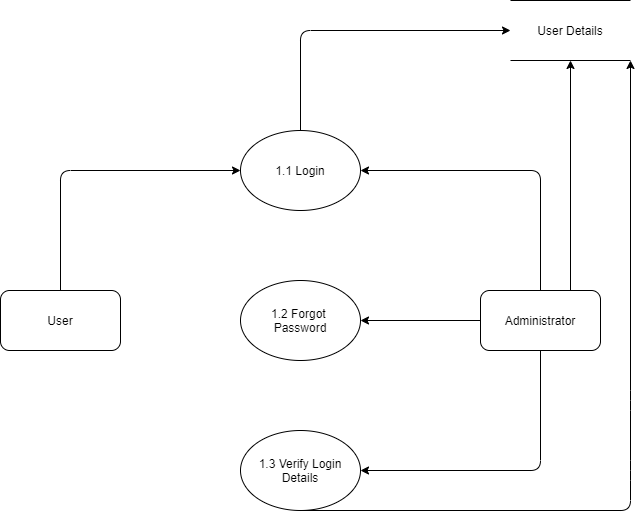 User Details
1.1 Login
User
1.2 Forgot
Password
Administrator
1.3 Verify Login
Details